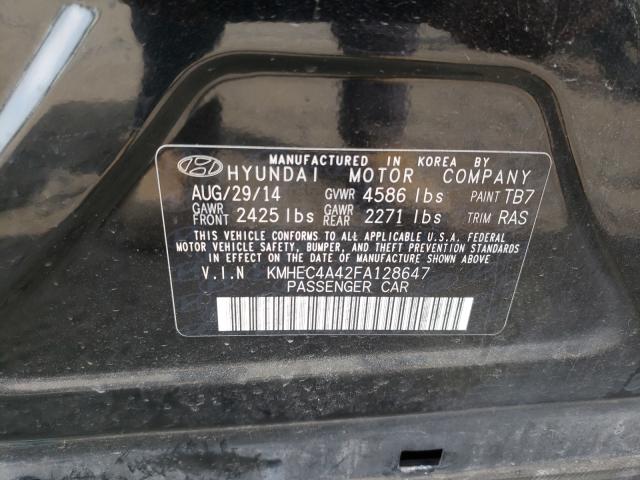 MANUFACTURED IN KOREA BY
HYUNDAI MOTOR COMPANY
AUG/29/14 GVWR 4586 lbs PAINT TB7
GAWR FRONT 2425 lbs GAWR REAR 2271 lbs TRIM RAS
THIS VEHICLE CONFORMS TO ALL APPLICABLE U.S.A. FEDERAL
MOTOR VEHICLE SAFETY, BUMPER, AND THEFT PREVENTION STANDARDS
IN EFFECT ON THE DATE OF MANUFACTURE SHOWN ABOVE.
V.I.N KMHEC4A42FA128647
PASSENGER CAR